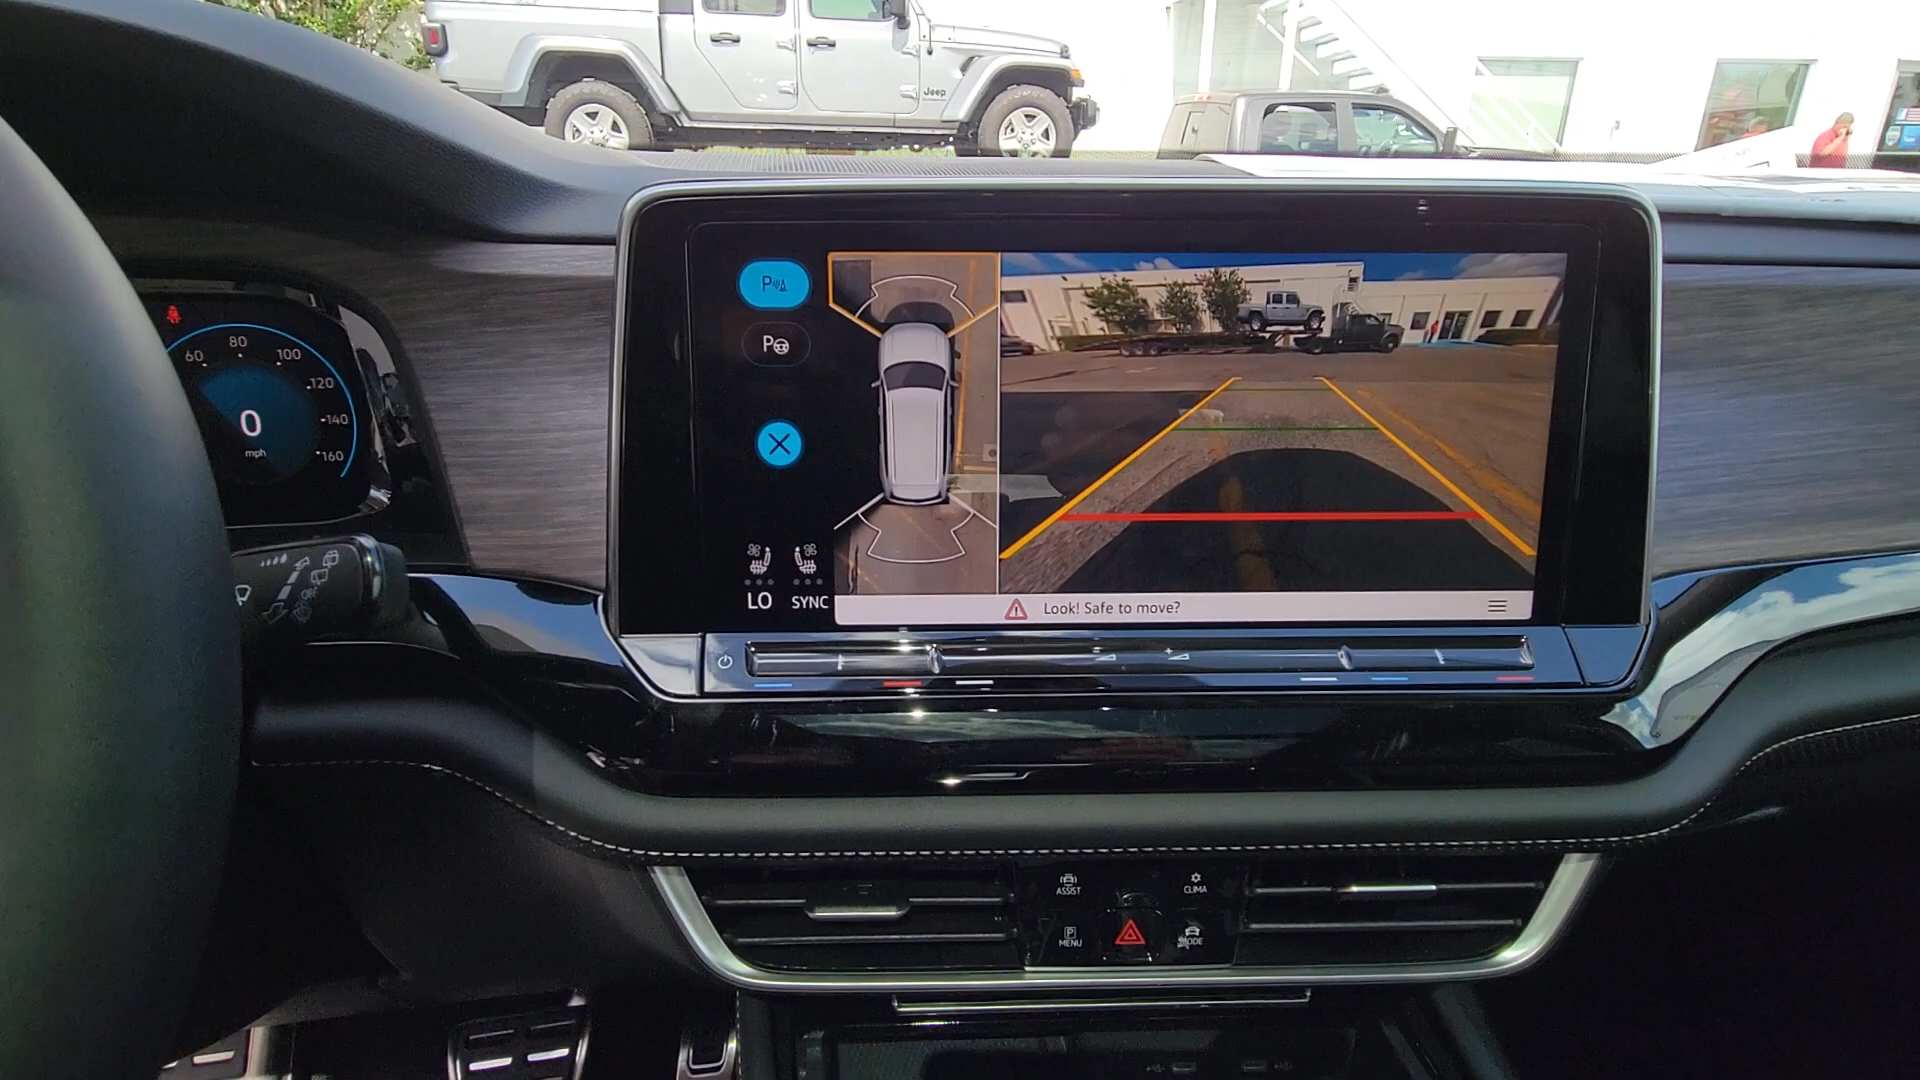 Jeep
P
P
60
80
100
120
140
160
0
mph
LO
SYNC
Look! Safe to move?
ASSIST
CLIMA
P
MENU
MODE